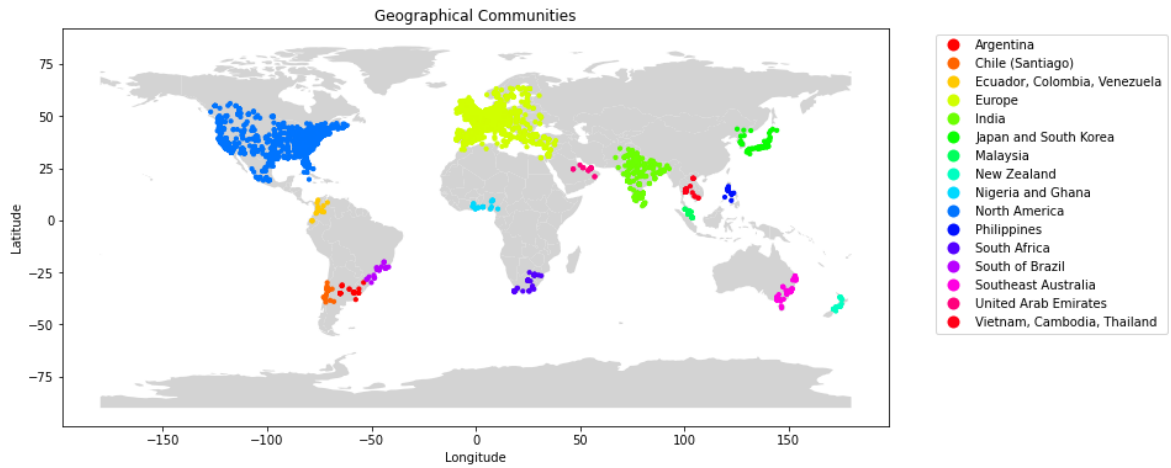 Geographical Communities
75
50
25
0
−25
−50
−75
Latitude
−150
−100
−50
0
50
100
150
Longitude
Argentina
Chile (Santiago)
Ecuador, Colombia, Venezuela
Europe
India
Japan and South Korea
Malaysia
New Zealand
Nigeria and Ghana
North America
Philippines
South Africa
South of Brazil
Southeast Australia
United Arab Emirates
Vietnam, Cambodia, Thailand